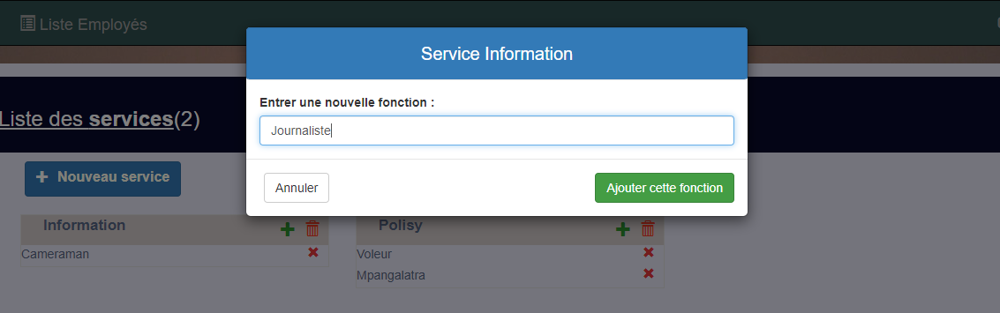 Liste Employés
Service Information
Entrer une nouvelle fonction :
Journaliste
Liste des services(2)
Annuler
Ajouter cette fonction
Nouveau service
Information
Polisy
Cameraman
Voleur
Mpangalatra